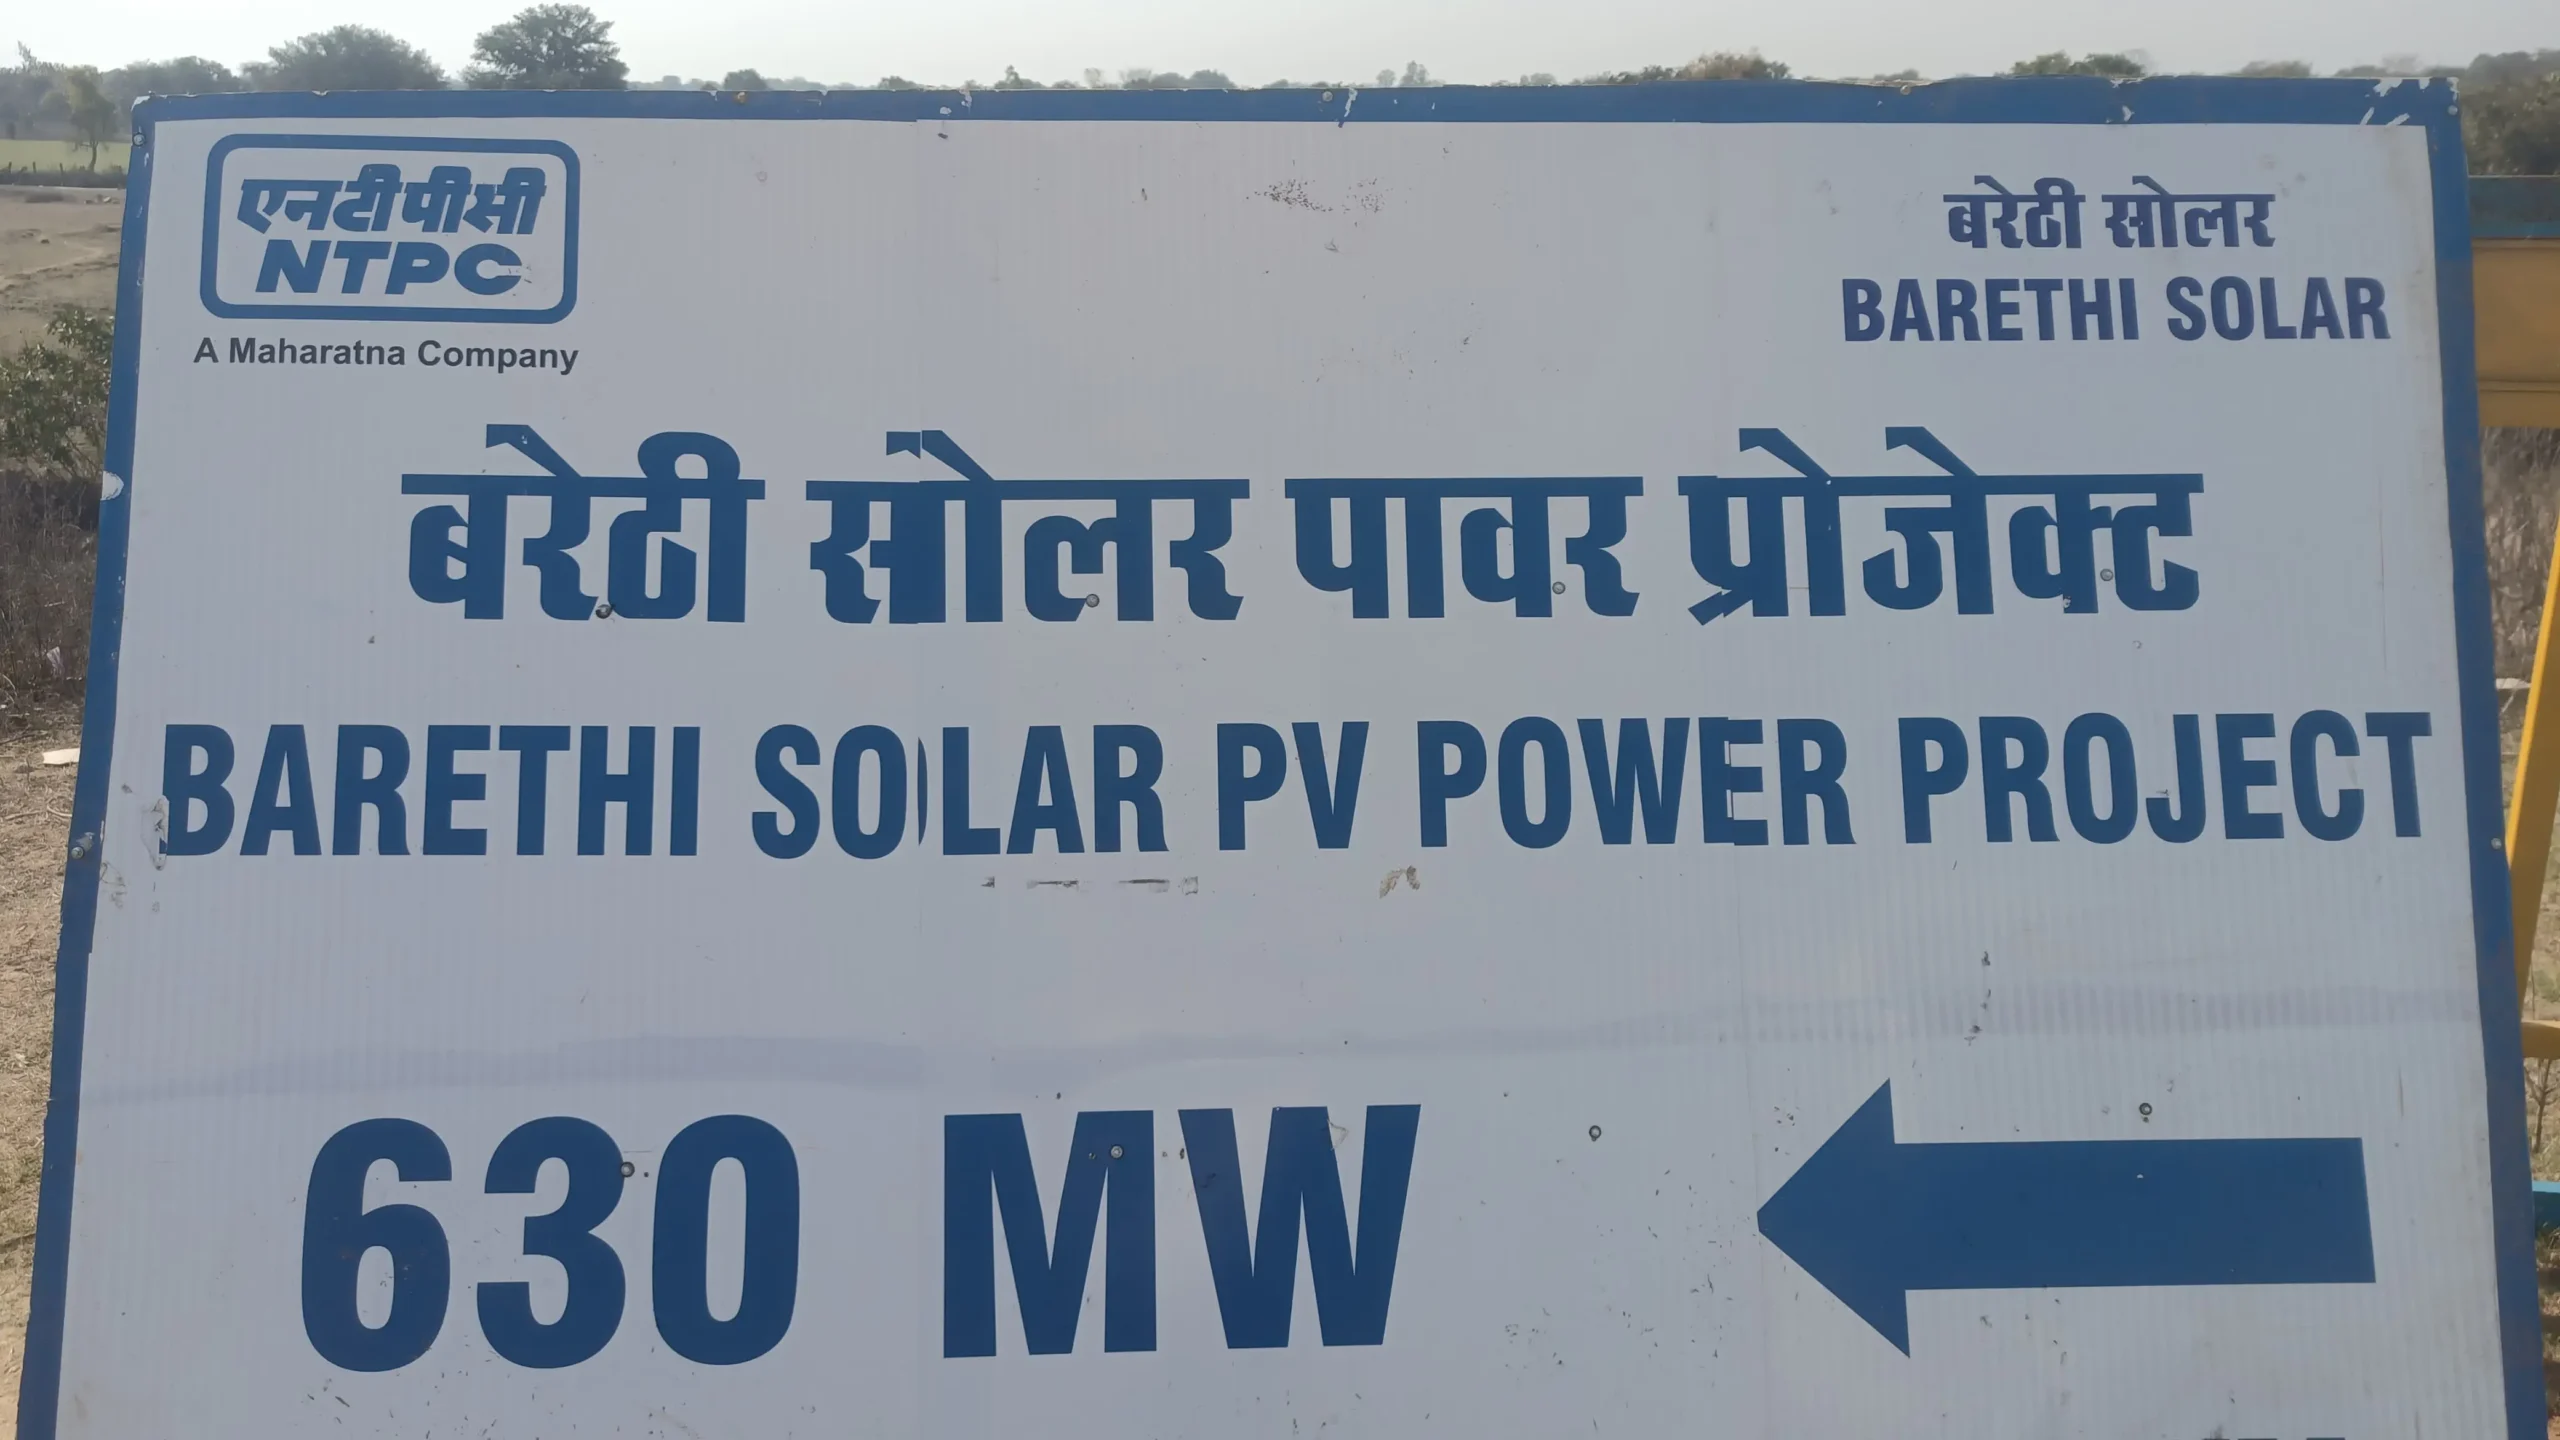 एनटीपीसी
NTPC
A Maharatna Company
बरेठी सोलर
BARETHI SOLAR
बरेठी सोलर पावर प्रोजेक्ट
BARETHI SOLAR PV POWER PROJECT
630 MW